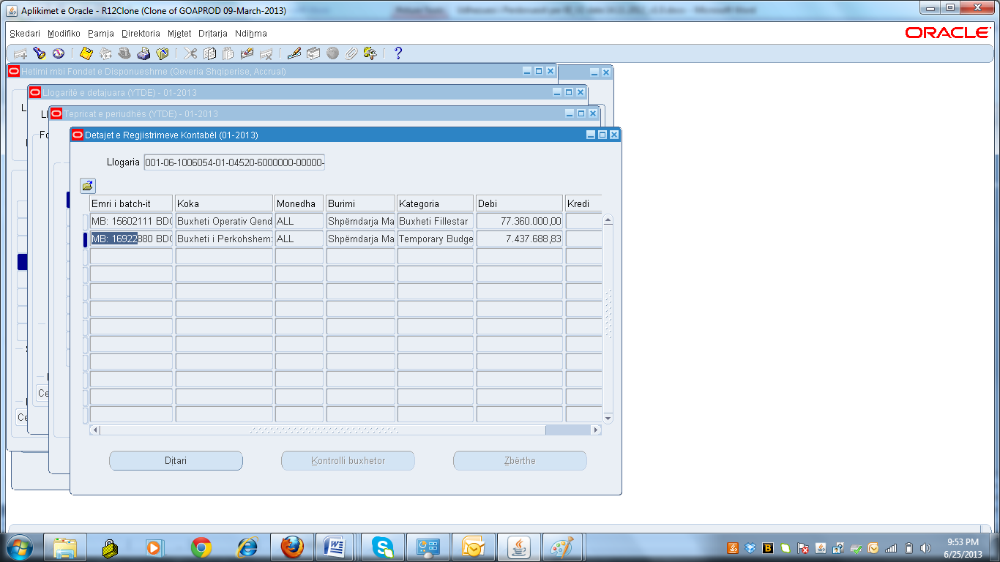 Aplikimet e Oracle - R12Clone (Clone of GOAPROD 09-March-2013)
Skedari Modifiko Pamja Direktoria Mjetet Dritarja Ndihma
ORACLE
Hetimi mbi Fondet e Disponueshme (Qeveria Shqiperise, Accrual)
Llogaritë e detajuara (YTDE) - 01-2013
Tepricat e periudhës (YTDE) - 01-2013
Detajet e Regjistrimeve Kontabël (01-2013)
Llogaria 001-06-1006054-01-04520-6000000-00000-
Emri i batch-it Koka Monedha Burimi Kategoria Debi Kredi
MB: 15602111 BDO Buxheti Operativ Qend ALL Shpërndarja Ma Buxheti Fillestar 77.360.000,00
MB: 16922880 BDO Buxheti i Perkohshem: ALL Shpërndarja Ma Temporary Budge 7.437.688,83
Ce
Ce
Ditari Kontrolli buxhetor Zbërthe
9:53 PM
6/25/2013